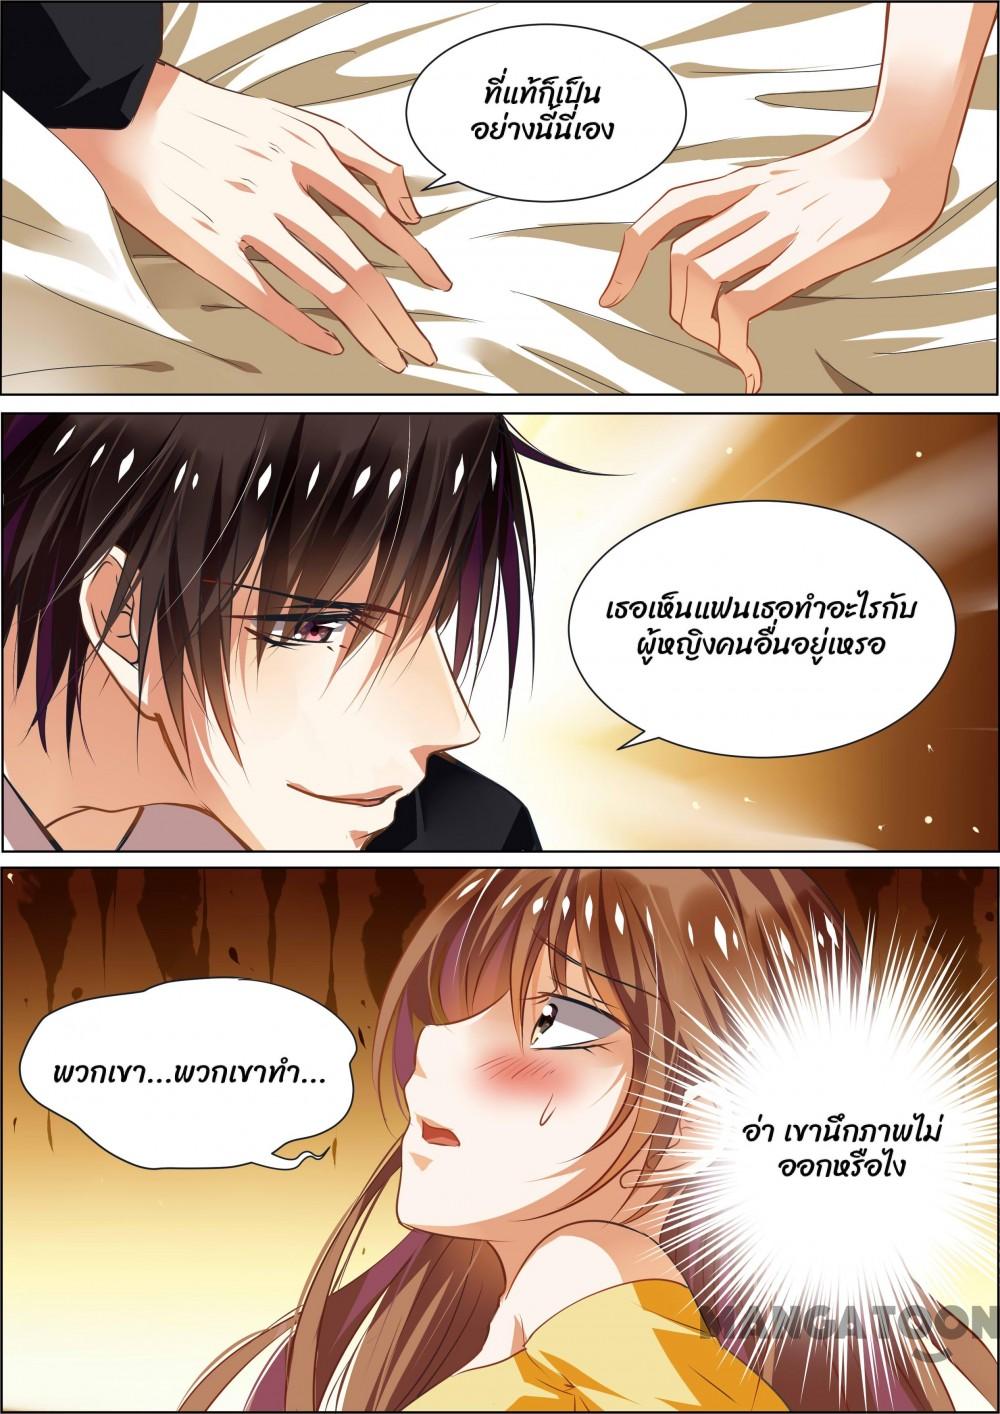 ที่แท้ก็เป็น
อย่างนี้นี่เอง
เธอเห็นแฟนเธอทำอะไรกับ
ผู้หญิงคนอื่นอยู่เหรอ
พวกเขา...พวกเขาทำ...
อ่า เขานึกภาพไม่
ออกหรือไง
MANGATOON